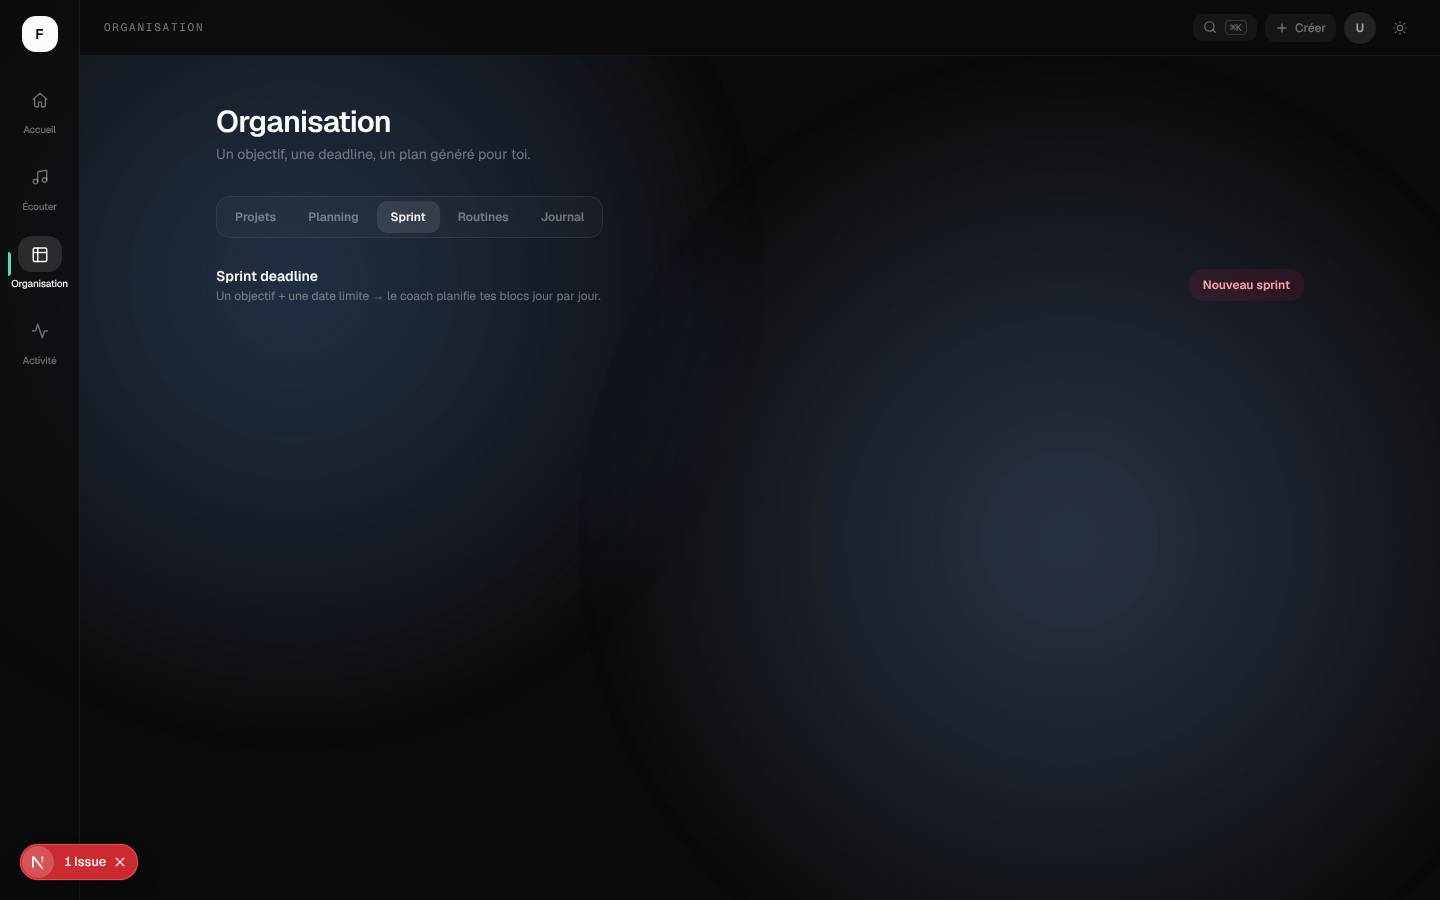 F
ORGANISATION
⌘K
Créer
U
Accueil
Écouter
Organisation
Activité
Organisation
Un objectif, une deadline, un plan généré pour toi.
Projets Planning Sprint Routines Journal
Sprint deadline
Un objectif + une date limite → le coach planifie tes blocs jour par jour.
Nouveau sprint
N 1 Issue